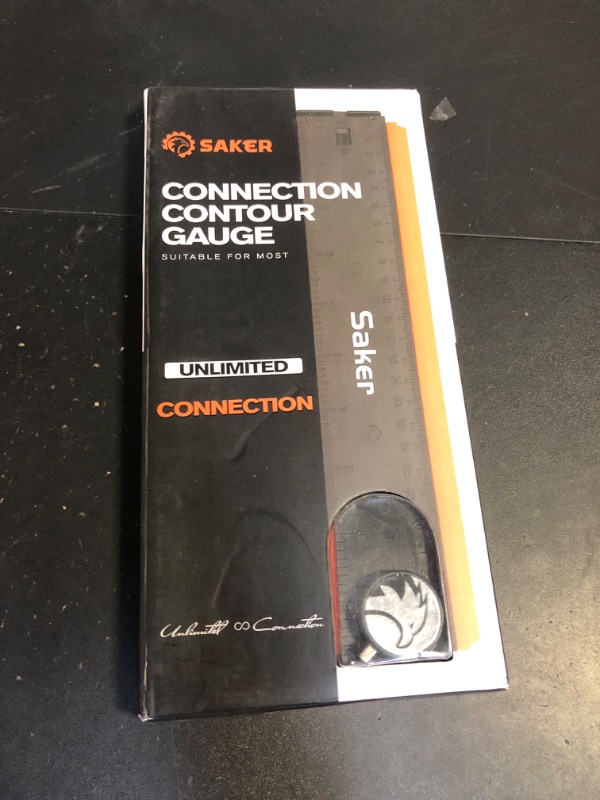 SAKER
CONNECTION
CONTOUR
GAUGE
SUITABLE FOR MOST
Saker
UNLIMITED
CONNECTION
Unlimited ∞ Connection